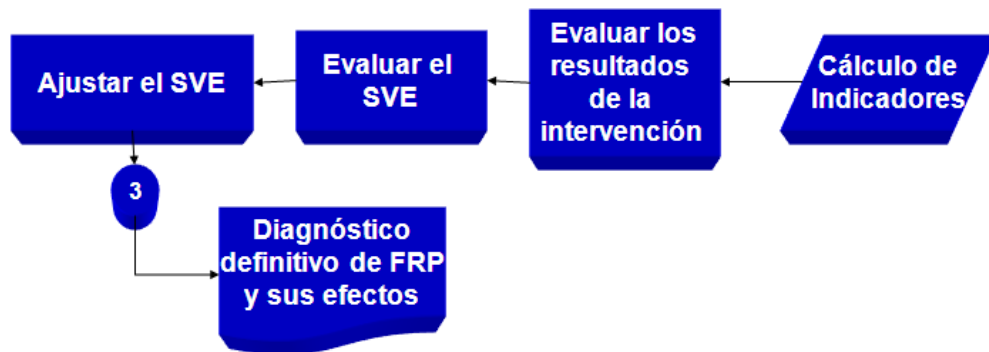 Ajustar el SVE
Evaluar el
SVE
Evaluar los
resultados
de la
intervención
Cálculo de
Indicadores
3
Diagnóstico
definitivo de FRP
y sus efectos